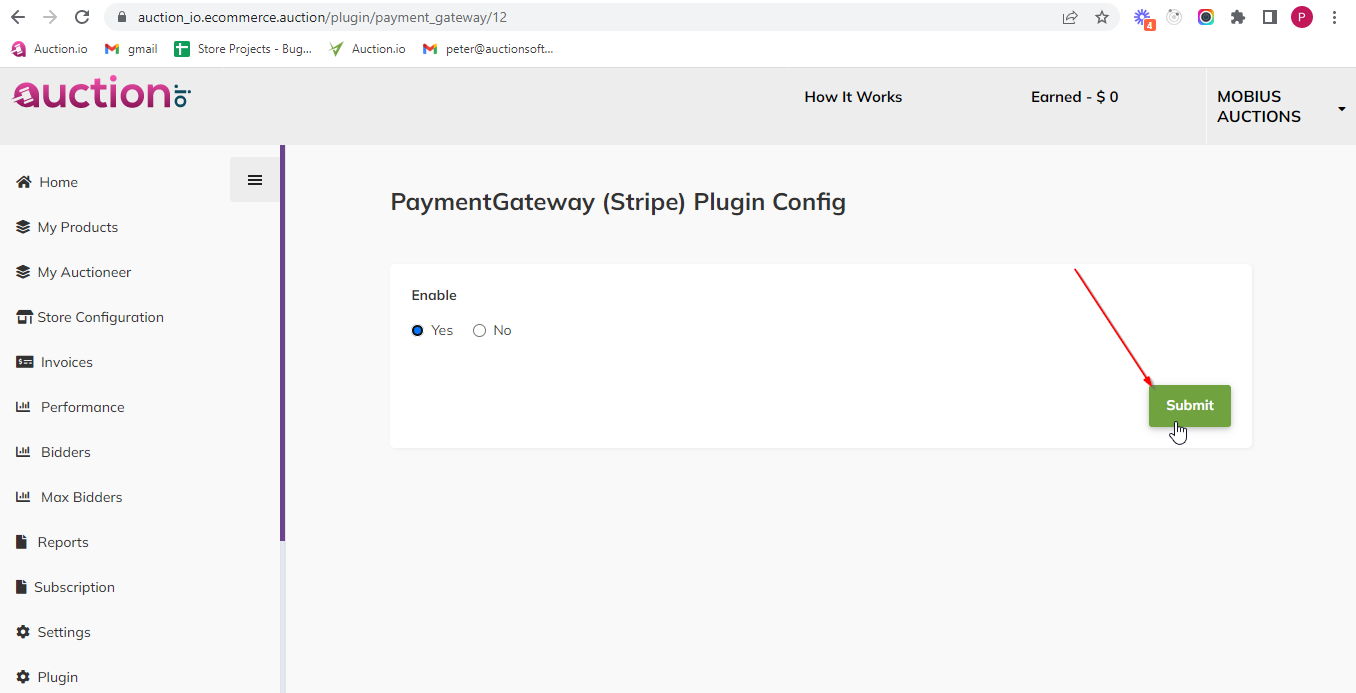 auction_io.ecommerce.auction/plugin/payment_gateway/12
4
P
Auction.io
gmail
Store Projects - Bug...
Auction.io
peter@auctionsoft...
auction.io
How It Works
Earned - $ 0
MOBIUS
AUCTIONS
Home
My Products
My Auctioneer
Store Configuration
Invoices
Performance
Bidders
Max Bidders
Reports
Subscription
Settings
Plugin
PaymentGateway (Stripe) Plugin Config
Enable
Yes No
Submit